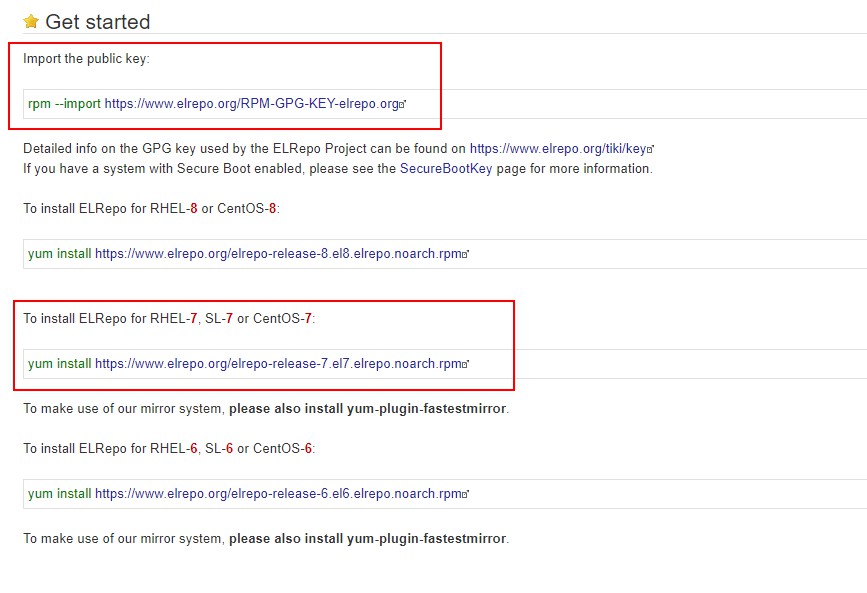 Get started
Import the public key:
rpm --import https://www.elrepo.org/RPM-GPG-KEY-elrepo.org
Detailed info on the GPG key used by the ELRepo Project can be found on https://www.elrepo.org/tiki/key
If you have a system with Secure Boot enabled, please see the SecureBootKey page for more information.
To install ELRepo for RHEL-8 or CentOS-8:
yum install https://www.elrepo.org/elrepo-release-8.el8.elrepo.noarch.rpm
To install ELRepo for RHEL-7, SL-7 or CentOS-7:
yum install https://www.elrepo.org/elrepo-release-7.el7.elrepo.noarch.rpm
To make use of our mirror system, please also install yum-plugin-fastestmirror.
To install ELRepo for RHEL-6, SL-6 or CentOS-6:
yum install https://www.elrepo.org/elrepo-release-6.el6.elrepo.noarch.rpm
To make use of our mirror system, please also install yum-plugin-fastestmirror.